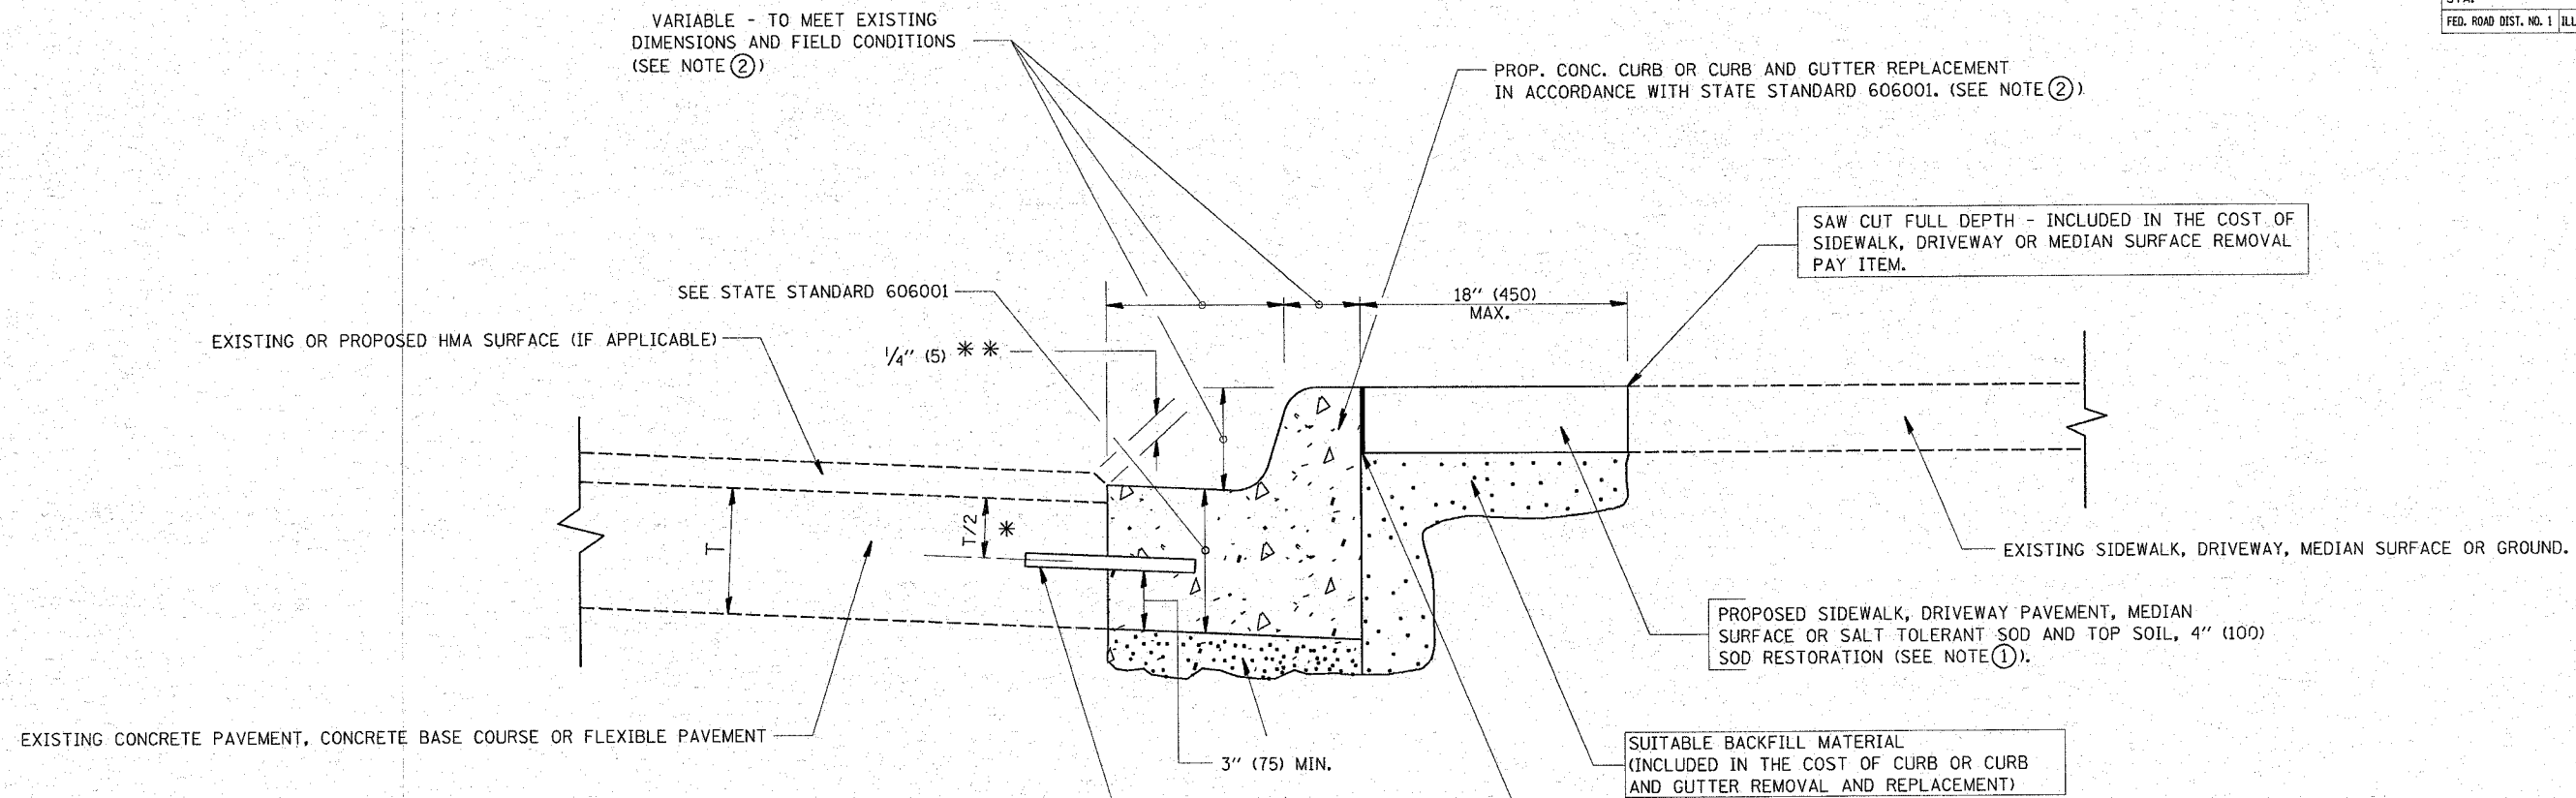 STA.
FED. ROAD DIST. NO. 1
VARIABLE - TO MEET EXISTING
DIMENSIONS AND FIELD CONDITIONS
(SEE NOTE ②)
PROP. CONC. CURB OR CURB AND GUTTER REPLACEMENT
IN ACCORDANCE WITH STATE STANDARD 606001. (SEE NOTE ②)
SAW CUT FULL DEPTH - INCLUDED IN THE COST OF
SIDEWALK, DRIVEWAY OR MEDIAN SURFACE REMOVAL
PAY ITEM.
SEE STATE STANDARD 606001
18" (450)
MAX.
EXISTING OR PROPOSED HMA SURFACE (IF APPLICABLE)
1/4" (5) * *
T
T/2 *
EXISTING SIDEWALK, DRIVEWAY, MEDIAN SURFACE OR GROUND.
PROPOSED SIDEWALK, DRIVEWAY PAVEMENT, MEDIAN
SURFACE OR SALT TOLERANT SOD AND TOP SOIL, 4" (100)
SOD RESTORATION (SEE NOTE ①).
EXISTING CONCRETE PAVEMENT, CONCRETE BASE COURSE OR FLEXIBLE PAVEMENT
3" (75) MIN.
SUITABLE BACKFILL MATERIAL
(INCLUDED IN THE COST OF CURB OR CURB
AND GUTTER REMOVAL AND REPLACEMENT)